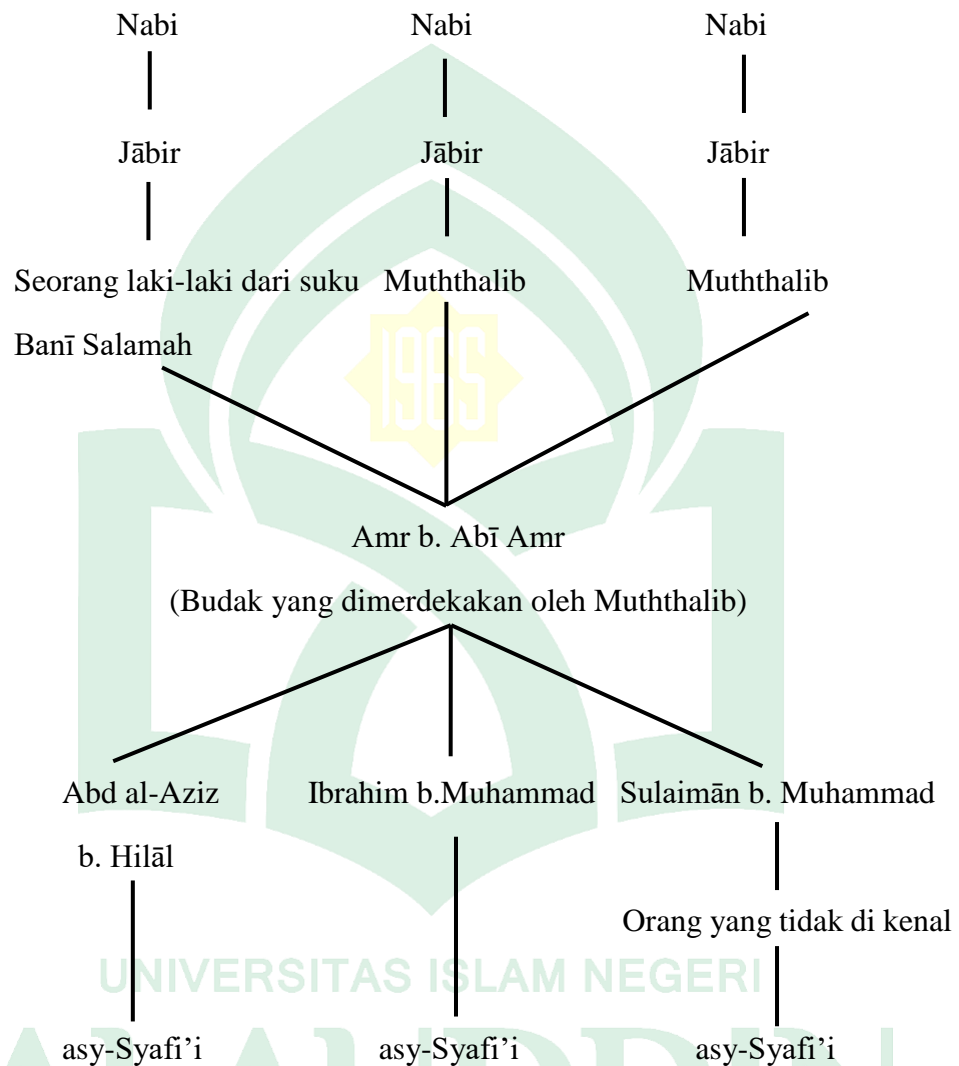 Nabi Nabi Nabi
Jābir Jābir Jābir
Seorang laki-laki dari suku Muththalib Muththalib
Banī Salamah
1965
Amr b. Abī Amr
(Budak yang dimerdekakan oleh Muththalib)
Abd al-Aziz Ibrahim b.Muhammad Sulaimān b. Muhammad
b. Hilāl
Orang yang tidak di kenal
UNIVERSITAS ISLAM NEGERI
asy-Syafi’i asy-Syafi’i asy-Syafi’i